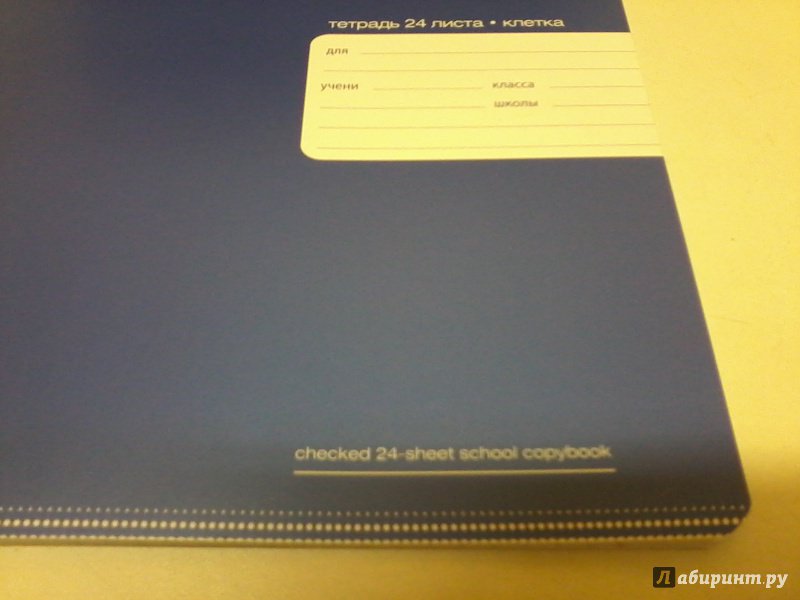 тетрадь 24 листа • клетка
для
учени класса
школы
checked 24-sheet school copybook
Лабиринт.ру